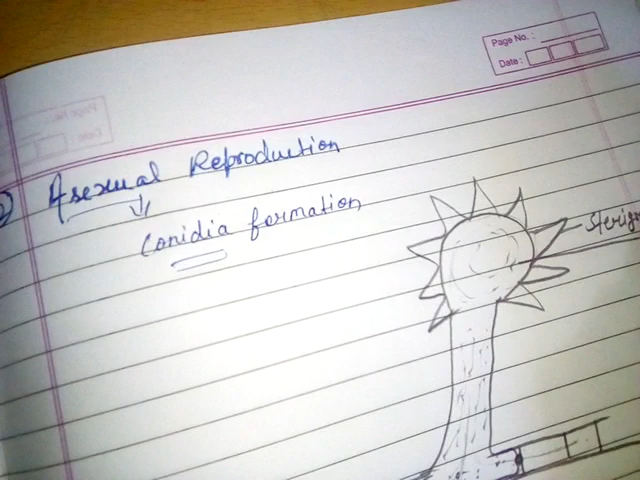 Page No. :
Date :
Asexual Reproduction
Conidia formation